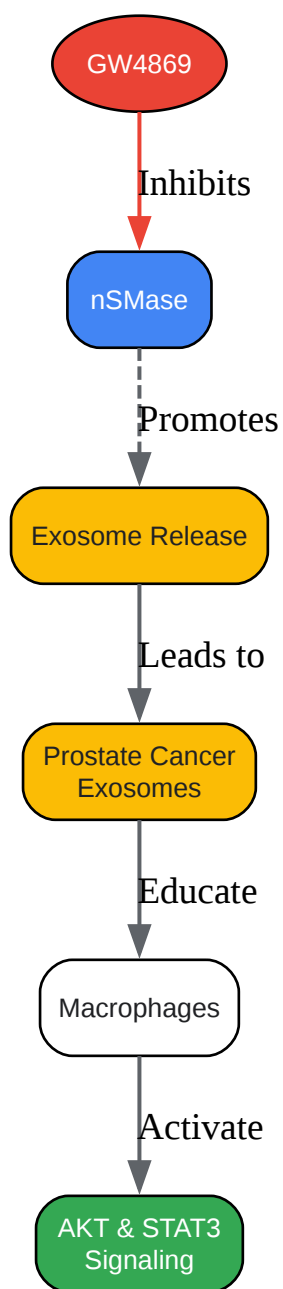 GW4869
Inhibits
nSMase
Promotes
Exosome Release
Leads to
Prostate Cancer
Exosomes
Educate
Macrophages
Activate
AKT & STAT3
Signaling